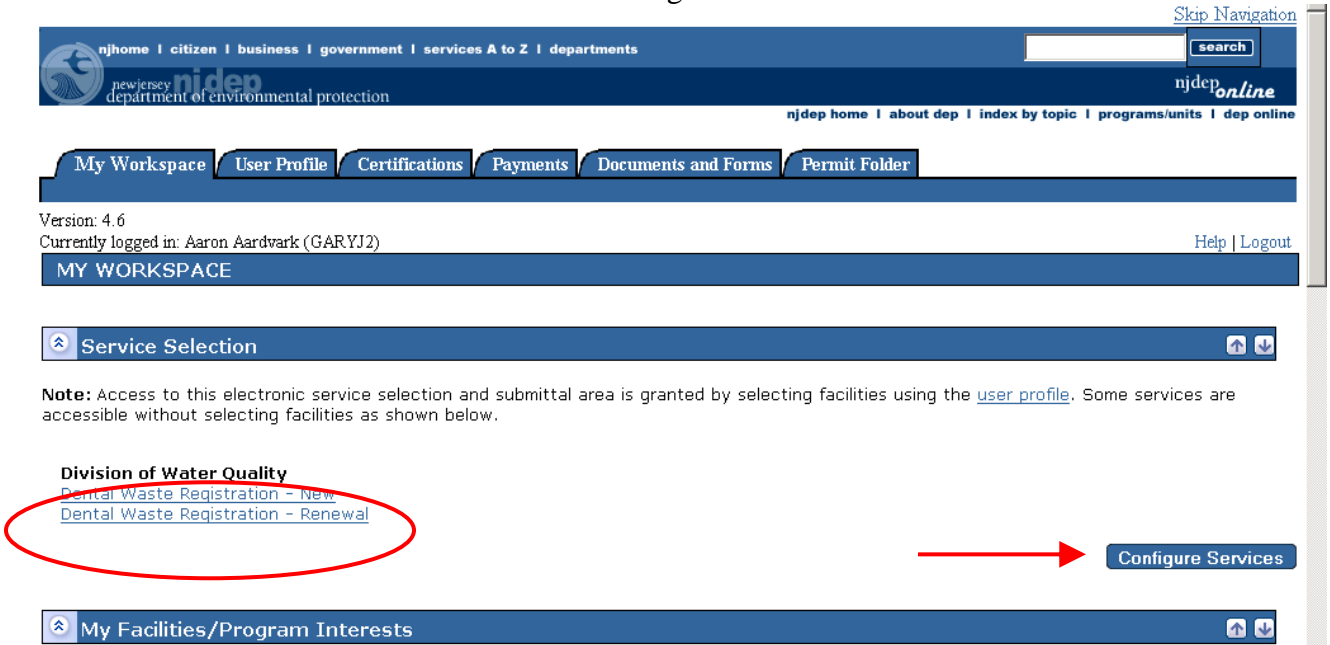 Skip Navigation
njhome I citizen I business I government I services A to Z I departments
search
newjersey njdep
department of environmental protection
njdeponline
njdep home I about dep I index by topic I programs/units I dep online
My Workspace User Profile Certifications Payments Documents and Forms Permit Folder
Version: 4.6
Currently logged in: Aaron Aardvark (GARYJ2)
Help | Logout
MY WORKSPACE
Service Selection
Note: Access to this electronic service selection and submittal area is granted by selecting facilities using the user profile. Some services are
accessible without selecting facilities as shown below.
Division of Water Quality
Dental Waste Registration - New
Dental Waste Registration - Renewal
Configure Services
My Facilities/Program Interests